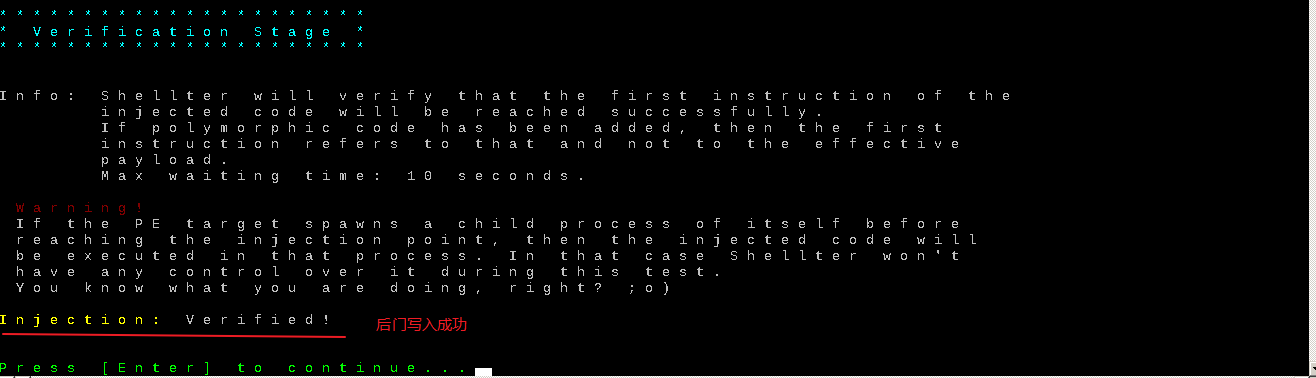 * * * * * * * * * * * * * * * * * * * * * *
* Verification Stage *
* * * * * * * * * * * * * * * * * * * * * *
Info: Shellter will verify that the first instruction of the
injected code will be reached successfully.
If polymorphic code has been added, then the first
instruction refers to that and not to the effective
payload.
Max waiting time: 10 seconds.
Warning!
If the PE target spawns a child process of itself before
reaching the injection point, then the injected code will
be executed in that process. In that case Shellter won't
have any control over it during this test.
You know what you are doing, right? ;o)
Injection: Verified! 后门写入成功
Press [Enter] to continue...